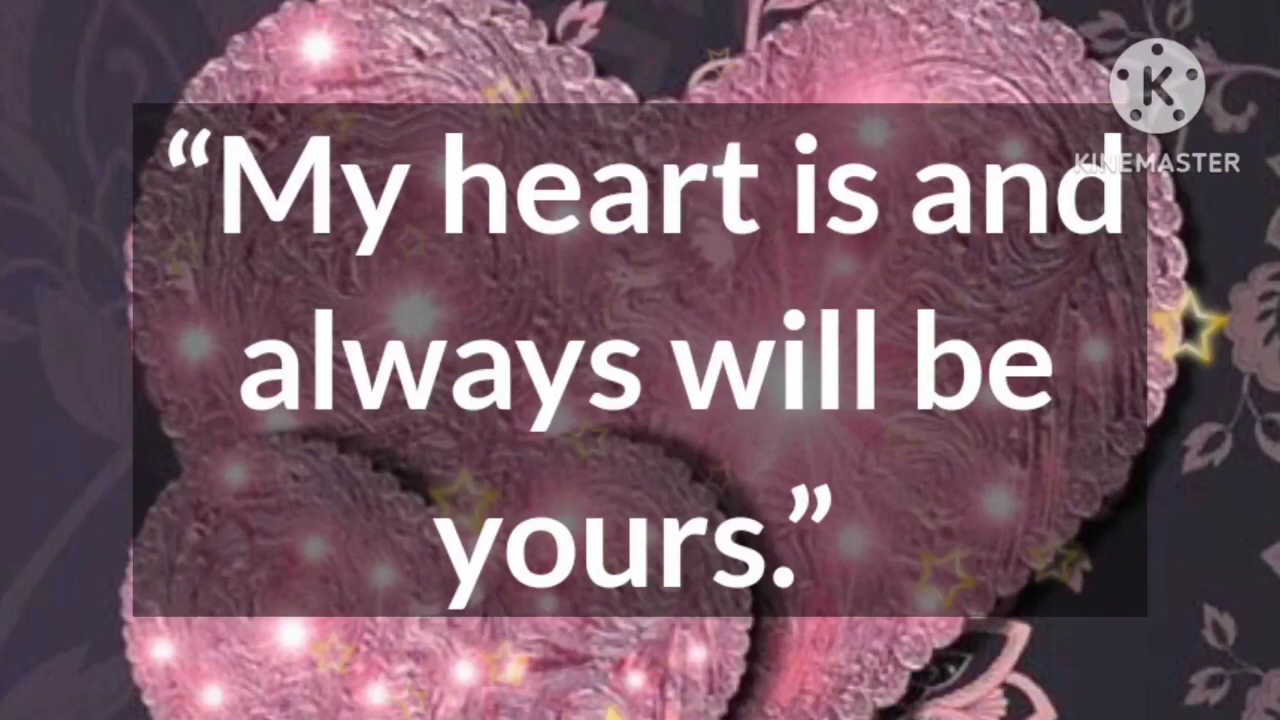 K
KINEMASTER
“My heart is and
always will be
yours.”